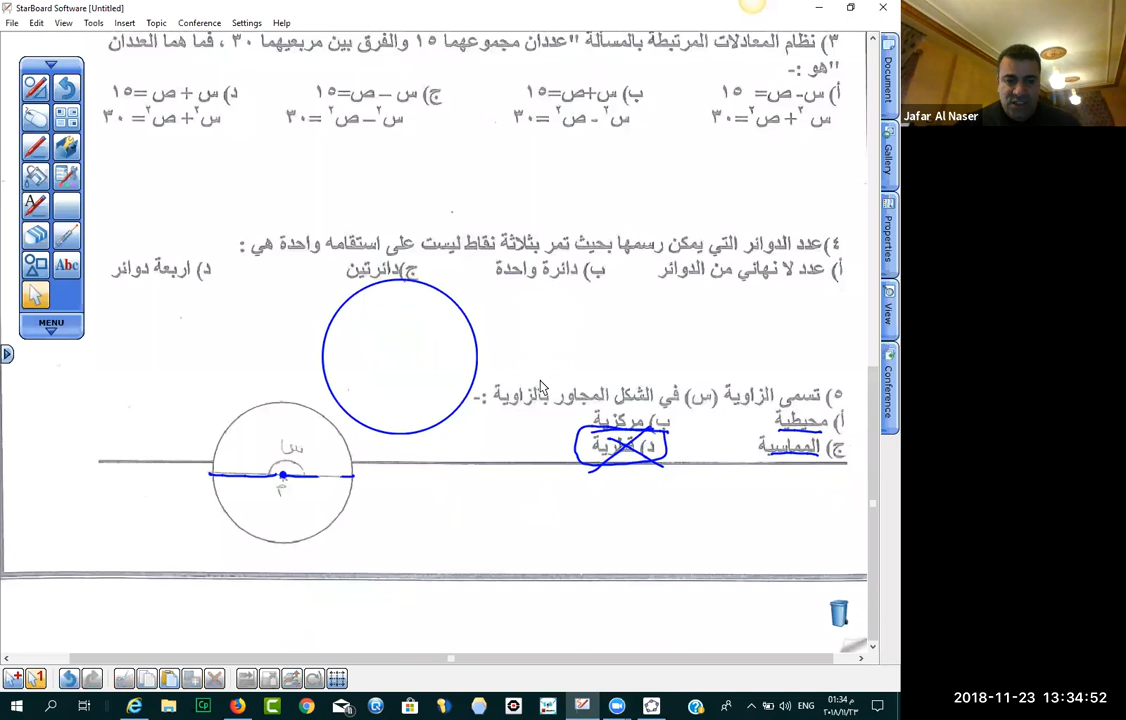 StarBoard Software [Untitled]
File Edit View Tools Insert Topic Conference Settings Help
٣) نظام المعادلات المرتبطة بالمسألة "عددان مجموعهما ١٥ والفرق بين مربعيهما ٣٠ ، فما هما العددان
"هو :-
أ) س- ص= ١٥ ب) س+ص=١٥ ج) س – ص=١٥ د) س + ص =١٥
س٢+ ص٢= ٣٠ س٢ - ص٢ =٣٠ س٢– ص٢ =٣٠ س٢+ ص٢= ٣٠
٤)عدد الدوائر التي يمكن رسمها بحيث تمر بثلاثة نقاط ليست على استقامه واحدة هي :
أ) عدد لا نهائي من الدوائر ب) دائرة واحدة ج)دائرتين د) اربعة دوائر
٥) تسمى الزاوية (س) في الشكل المجاور بالزاوية :-
أ) محيطية ب) مركزية
ج) المماسية د) قطرية
س
م
Abc
MENU
Document
Gallery
Properties
View
Conference
Jafar Al Naser
ENG
01:34 م
٢٠١٨/١١/٢٣
2018-11-23 13:34:52